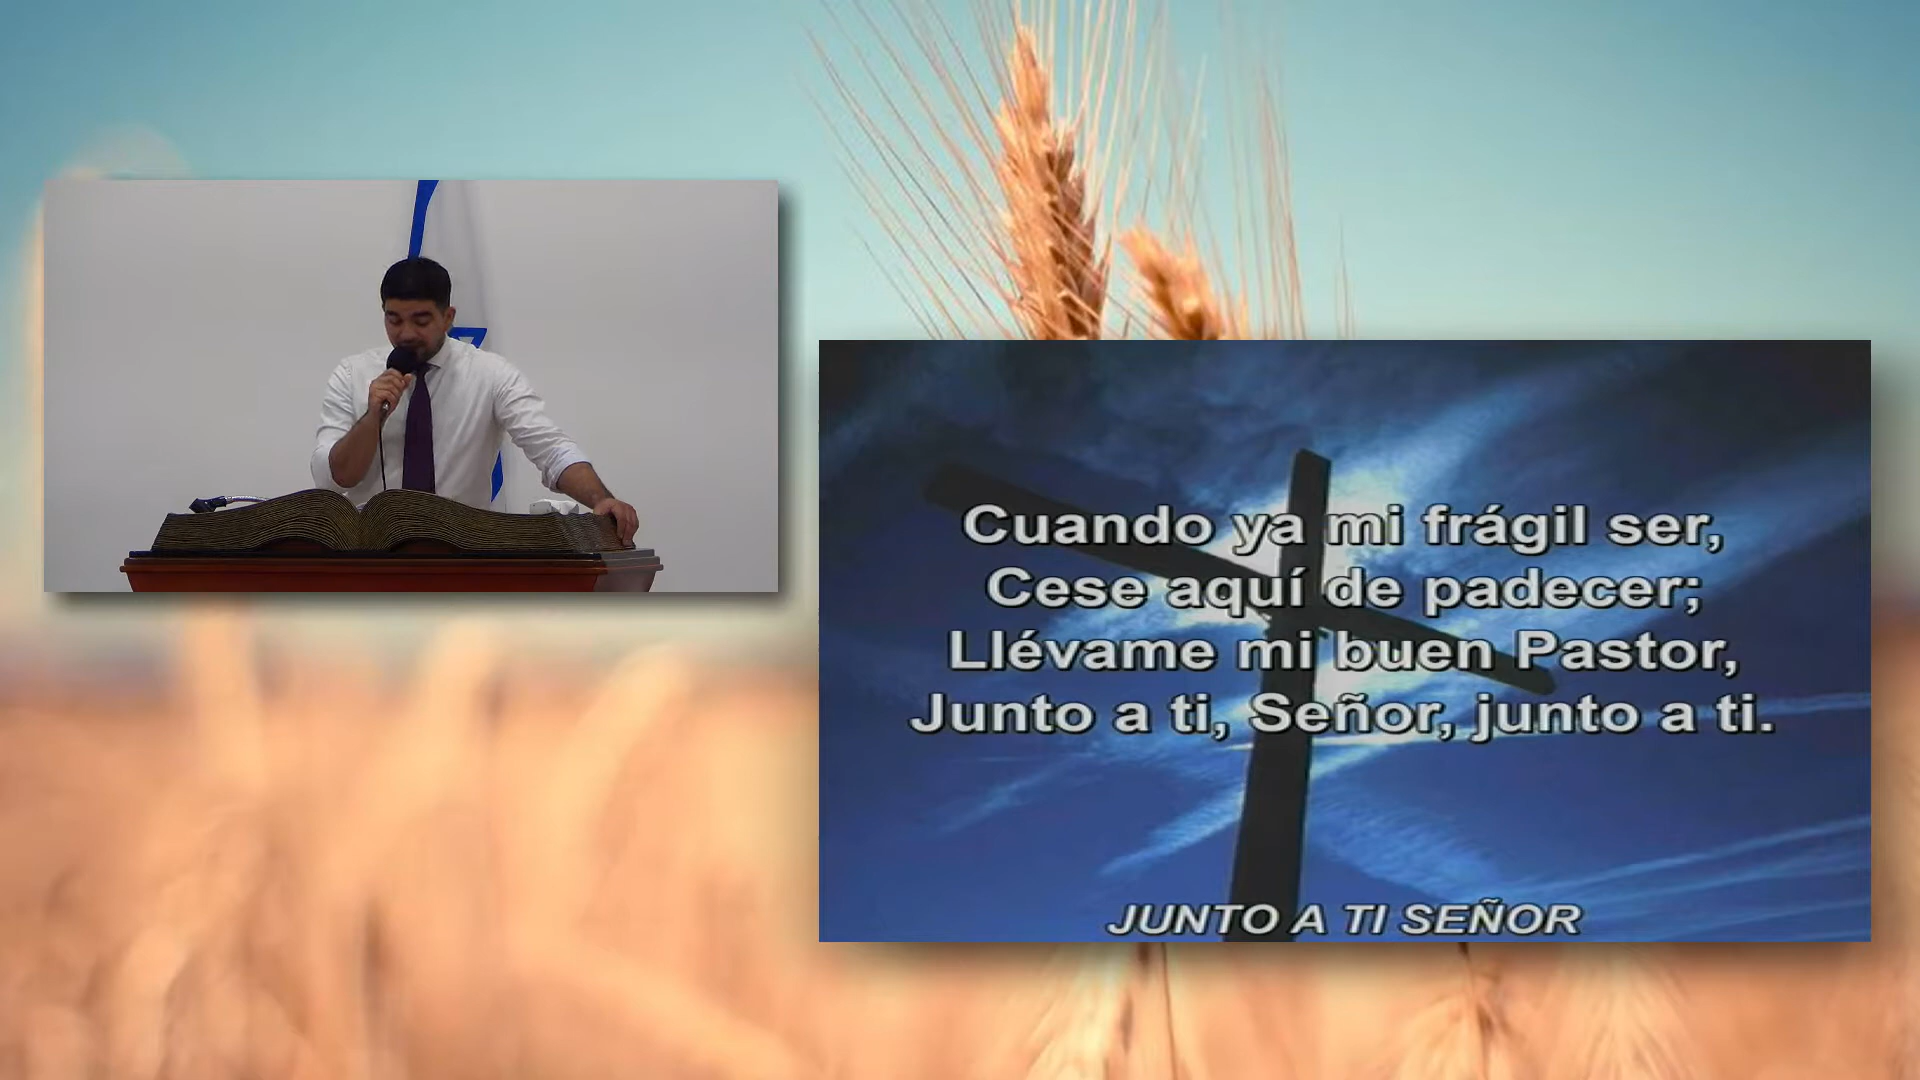 Cuando ya mi frágil ser,
Cese aquí de padecer;
Llévame mi buen Pastor,
Junto a ti, Señor, junto a ti.
JUNTO A TI SEÑOR